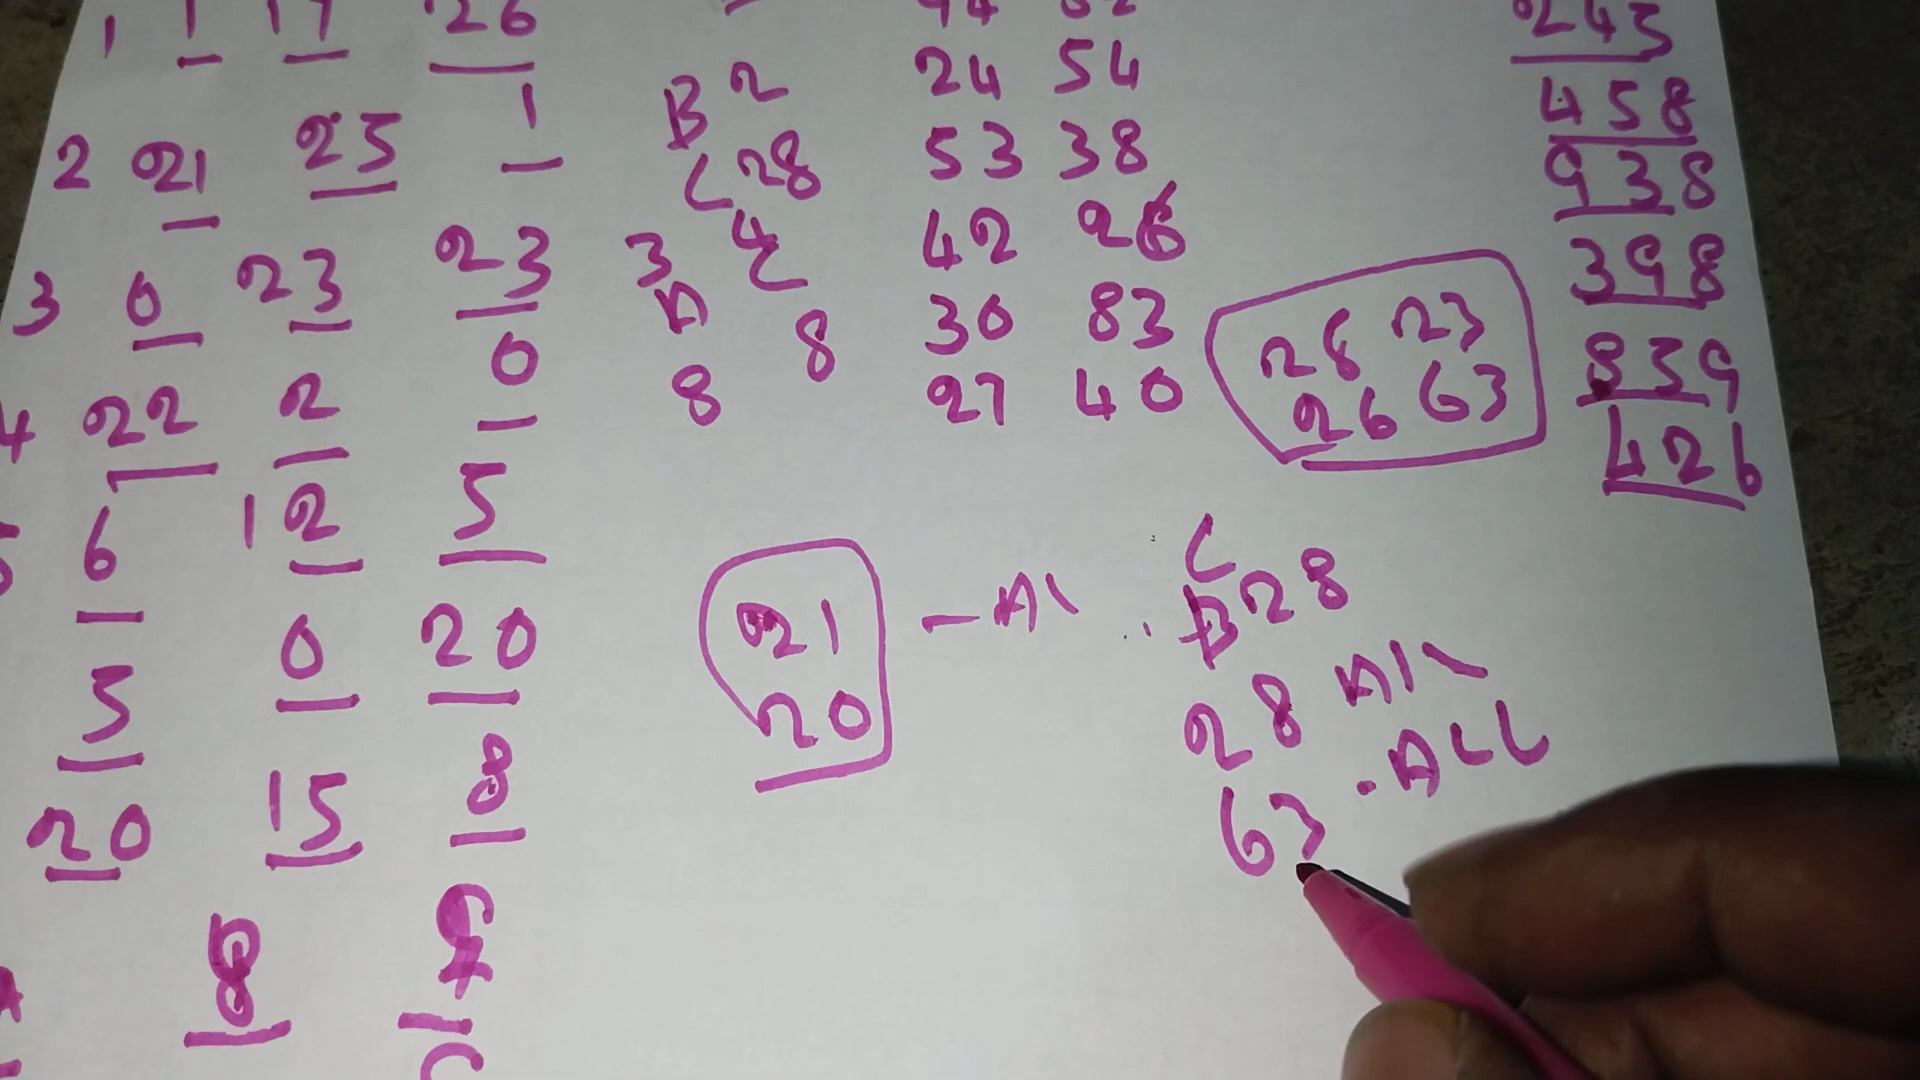 1 1 17 26
2 21 25 1
3 0 23 23
4 22 2 0
6 12 5
5 0 20
20 15 8
8
B 2
C 28
3 4 C
A
8 8
24 54
53 38
42 26
30 83
27 40
28 23
26 63
243
458
938
398
839
426
21 - Al
20
C
B 28
28 All
63 . ALL